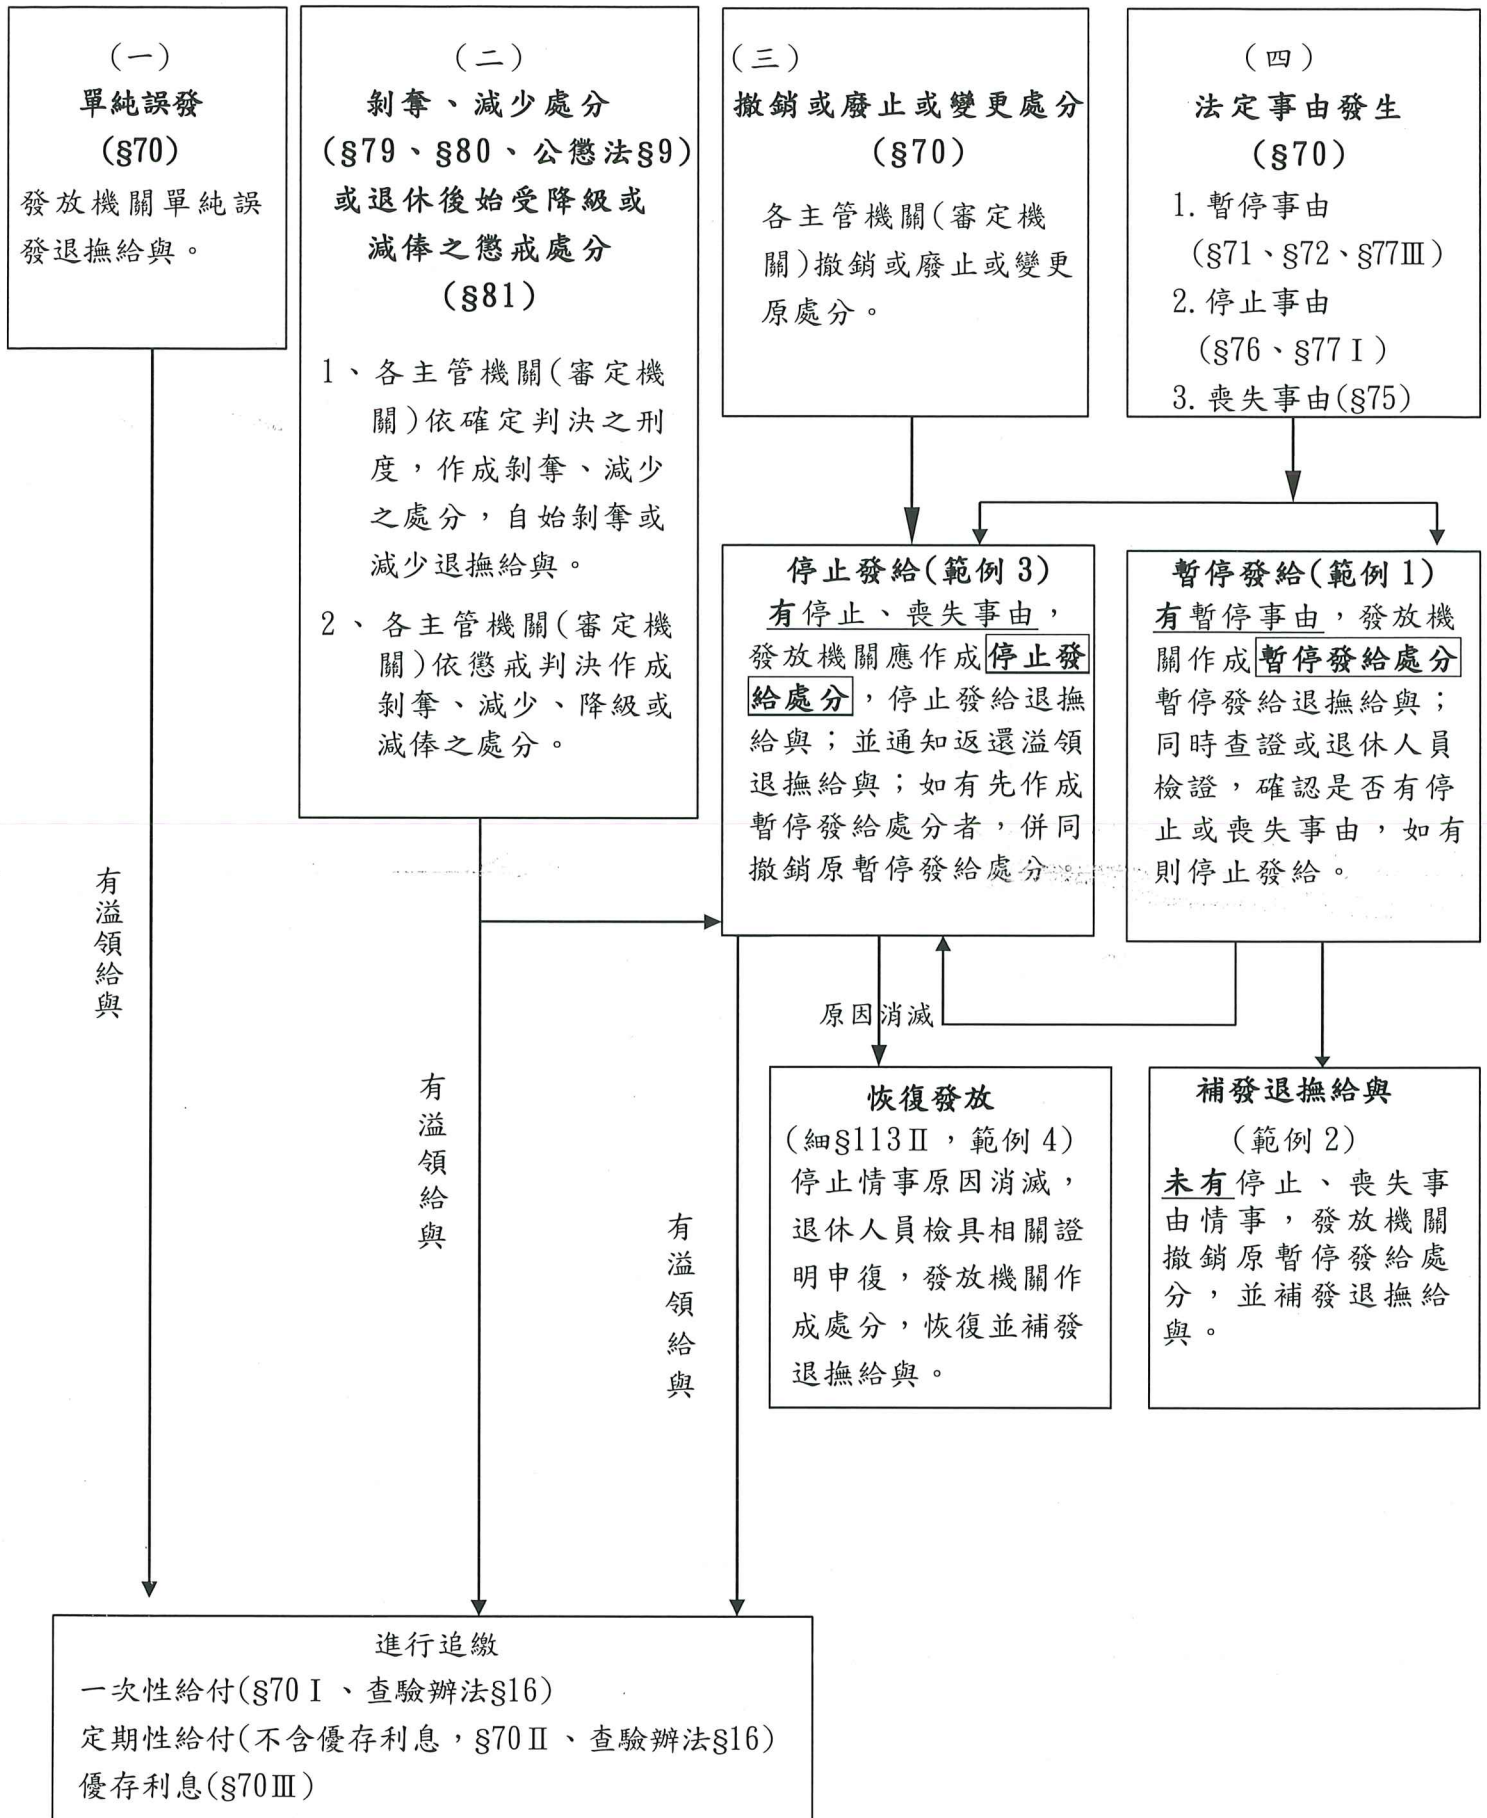 (一)
單純誤發
(§70)
發放機關單純誤
發退撫給與。
(二)
剝奪、減少處分
(§79、§80、公懲法§9)
或退休後始受降級或
減俸之懲戒處分
(§81)
1、各主管機關(審定機
關)依確定判決之刑
度，作成剝奪、減少
之處分，自始剝奪或
減少退撫給與。
2、各主管機關(審定機
關)依懲戒判決作成
剝奪、減少、降級或
減俸之處分。
(三)
撤銷或廢止或變更處分
(§70)
各主管機關(審定機
關)撤銷或廢止或變更
原處分。
(四)
法定事由發生
(§70)
1.暫停事由
(§71、§72、§77Ⅲ)
2.停止事由
(§76、§77Ⅰ)
3.喪失事由(§75)
停止發給(範例3)
有停止、喪失事由，
發放機關應作成停止發
給處分，停止發給退撫
給與；並通知返還溢領
退撫給與；如有先作成
暫停發給處分者，併同
撤銷原暫停發給處分。
暫停發給(範例1)
有暫停事由，發放機
關作成暫停發給處分
暫停發給退撫給與；
同時查證或退休人員
檢證，確認是否有停
止或喪失事由，如有
則停止發給。
有溢領給與
有溢領給與
有溢領給與
原因消滅
恢復發放
(細§113Ⅱ，範例4)
停止情事原因消滅，
退休人員檢具相關證
明申復，發放機關作
成處分，恢復並補發
退撫給與。
補發退撫給與
(範例2)
未有停止、喪失事
由情事，發放機關
撤銷原暫停發給處
分，並補發退撫給
與。
進行追繳
一次性給付(§70Ⅰ、查驗辦法§16)
定期性給付(不含優存利息，§70Ⅱ、查驗辦法§16)
優存利息(§70Ⅲ)